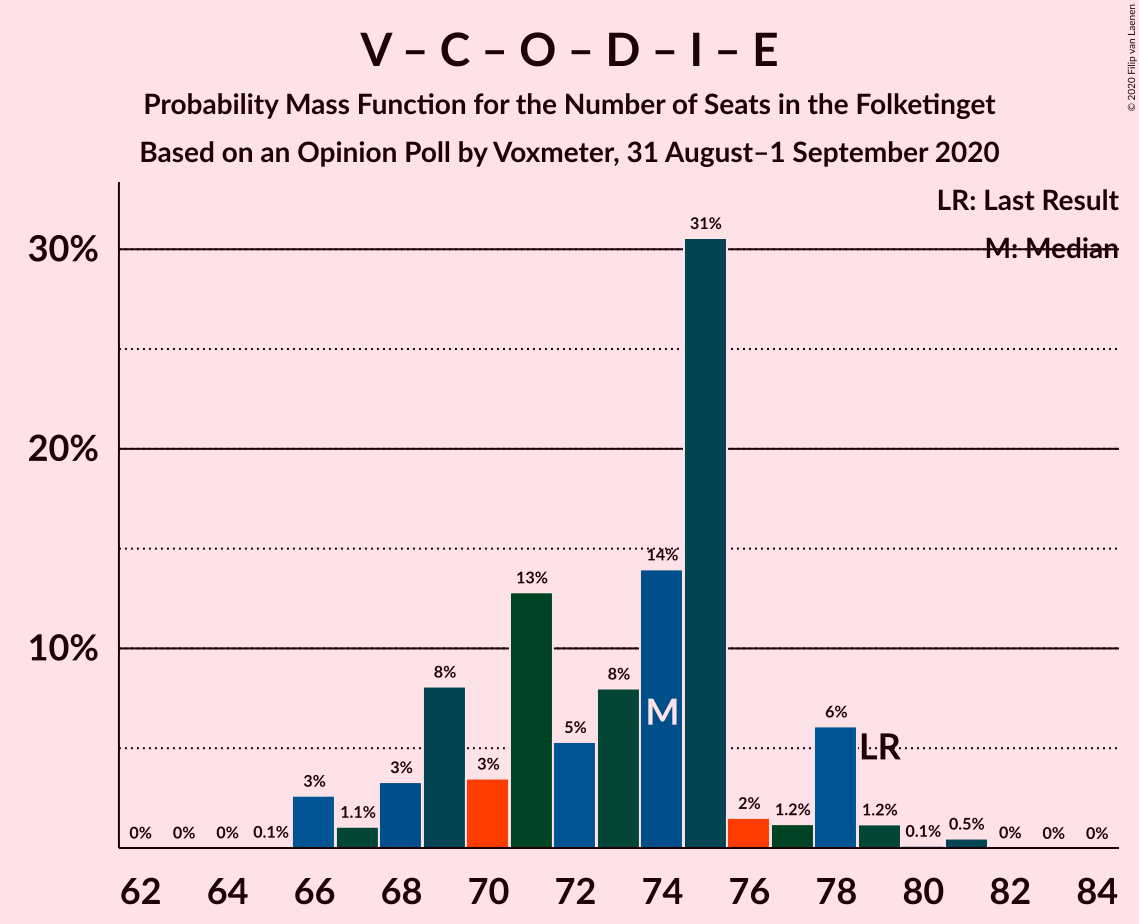 V – C – O – D – I – E
Probability Mass Function for the Number of Seats in the Folketinget
Based on an Opinion Poll by Voxmeter, 31 August–1 September 2020
© 2020 Filip van Laenen
LR: Last Result
M: Median
30%
20%
10%
0%
0%
0%
0.1%
3%
1.1%
3%
8%
3%
13%
5%
8%
14%
31%
2%
1.2%
6%
1.2%
0.1%
0.5%
0%
0%
0%
M
LR
62 64 66 68 70 72 74 76 78 80 82 84